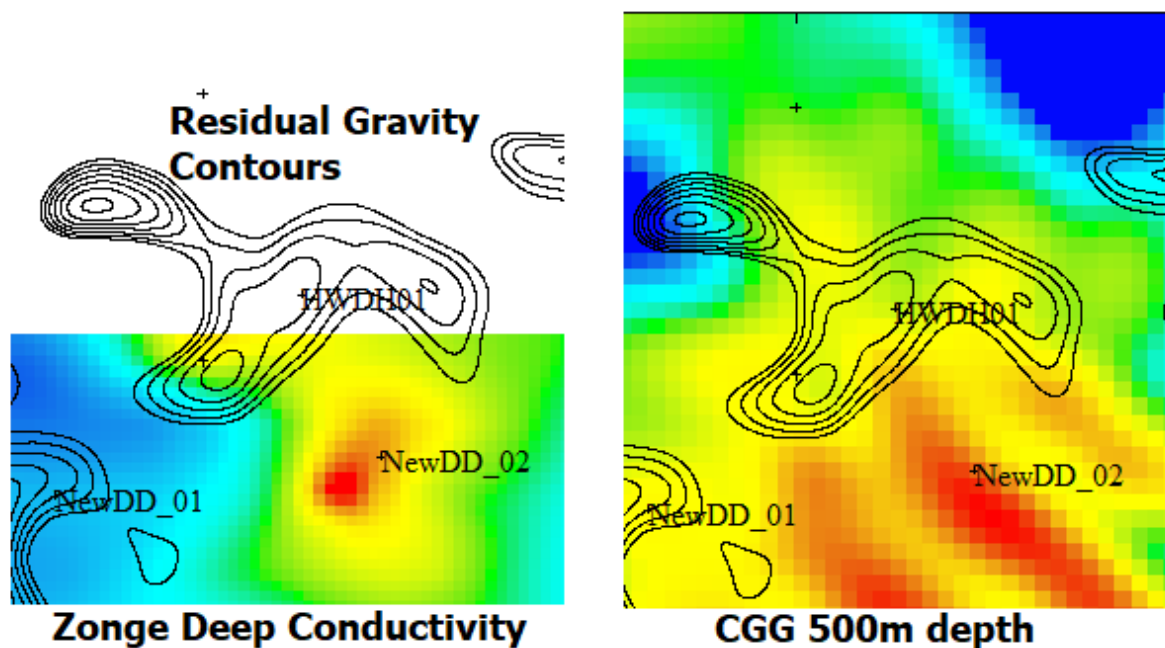 Residual Gravity
Contours
HWDH01
NewDD_02
NewDD_01
Zonge Deep Conductivity
HWDH01
NewDD_02
NewDD_01
CGG 500m depth